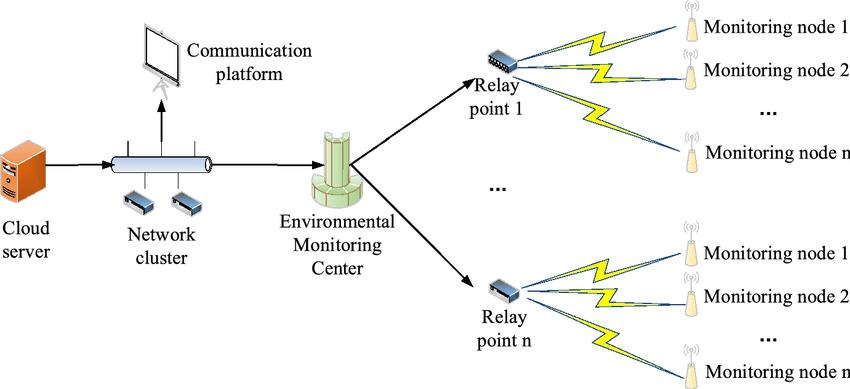 Communication
platform
Cloud
server
Network
cluster
Environmental
Monitoring
Center
Relay
point 1
Monitoring node 1
Monitoring node 2
...
Monitoring node n
...
Relay
point n
Monitoring node 1
Monitoring node 2
...
Monitoring node n